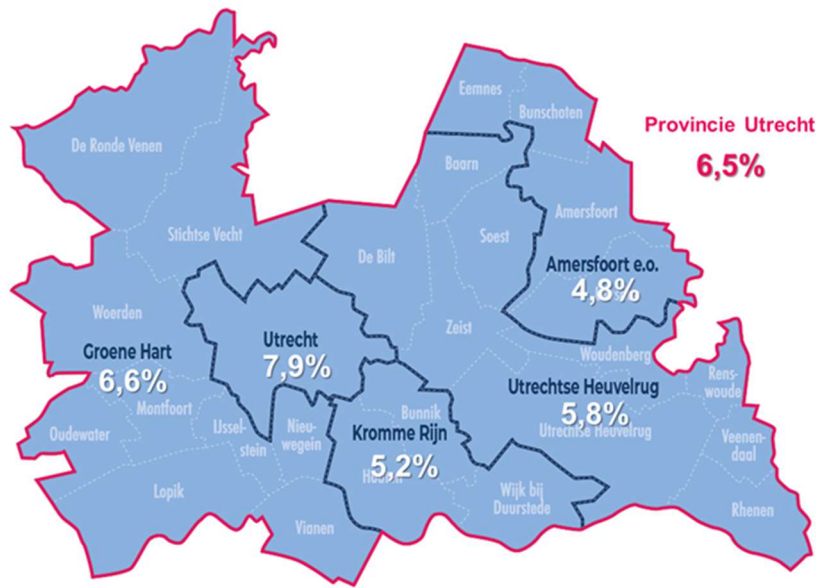 Eemnes
Bunschoten
Provincie Utrecht
6,5%
De Ronde Venen
Baarn
Amersfoort
Stichtse Vecht
Soest
De Bilt
Amersfoort e.o.
4,8%
Woerden
Zeist
Utrecht
7,9%
Groene Hart
6,6%
Woudenberg
Rens-
woude
Utrechtse Heuvelrug
5,8%
Utrechtse Heuvelrug
Montfoort
Bunnik
Kromme Rijn
5,2%
Oudewater
IJssel-
stein
Nieu-
wegein
Veenen-
daal
Lopik
Wijk bij
Duurstede
Rhenen
Vianen